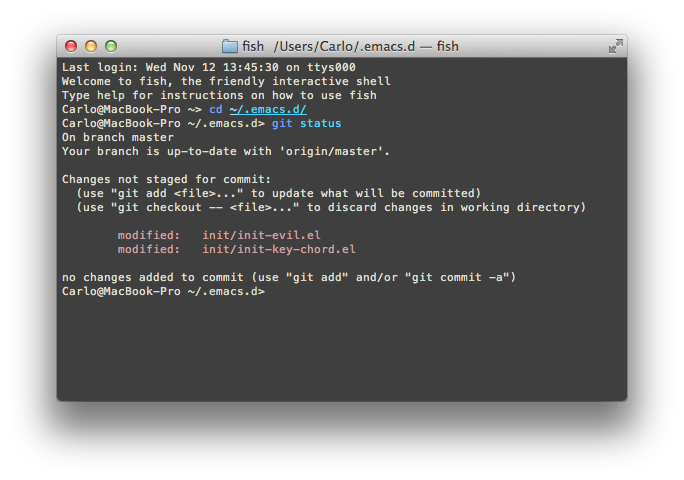 fish /Users/Carlo/.emacs.d — fish
Last login: Wed Nov 12 13:45:30 on ttys000
Welcome to fish, the friendly interactive shell
Type help for instructions on how to use fish
Carlo@MacBook-Pro ~> cd ~/.emacs.d/
Carlo@MacBook-Pro ~/.emacs.d> git status
On branch master
Your branch is up-to-date with 'origin/master'.
Changes not staged for commit:
  (use "git add <file>..." to update what will be committed)
  (use "git checkout -- <file>..." to discard changes in working directory)
        modified:   init/init-evil.el
        modified:   init/init-key-chord.el
no changes added to commit (use "git add" and/or "git commit -a")
Carlo@MacBook-Pro ~/.emacs.d>